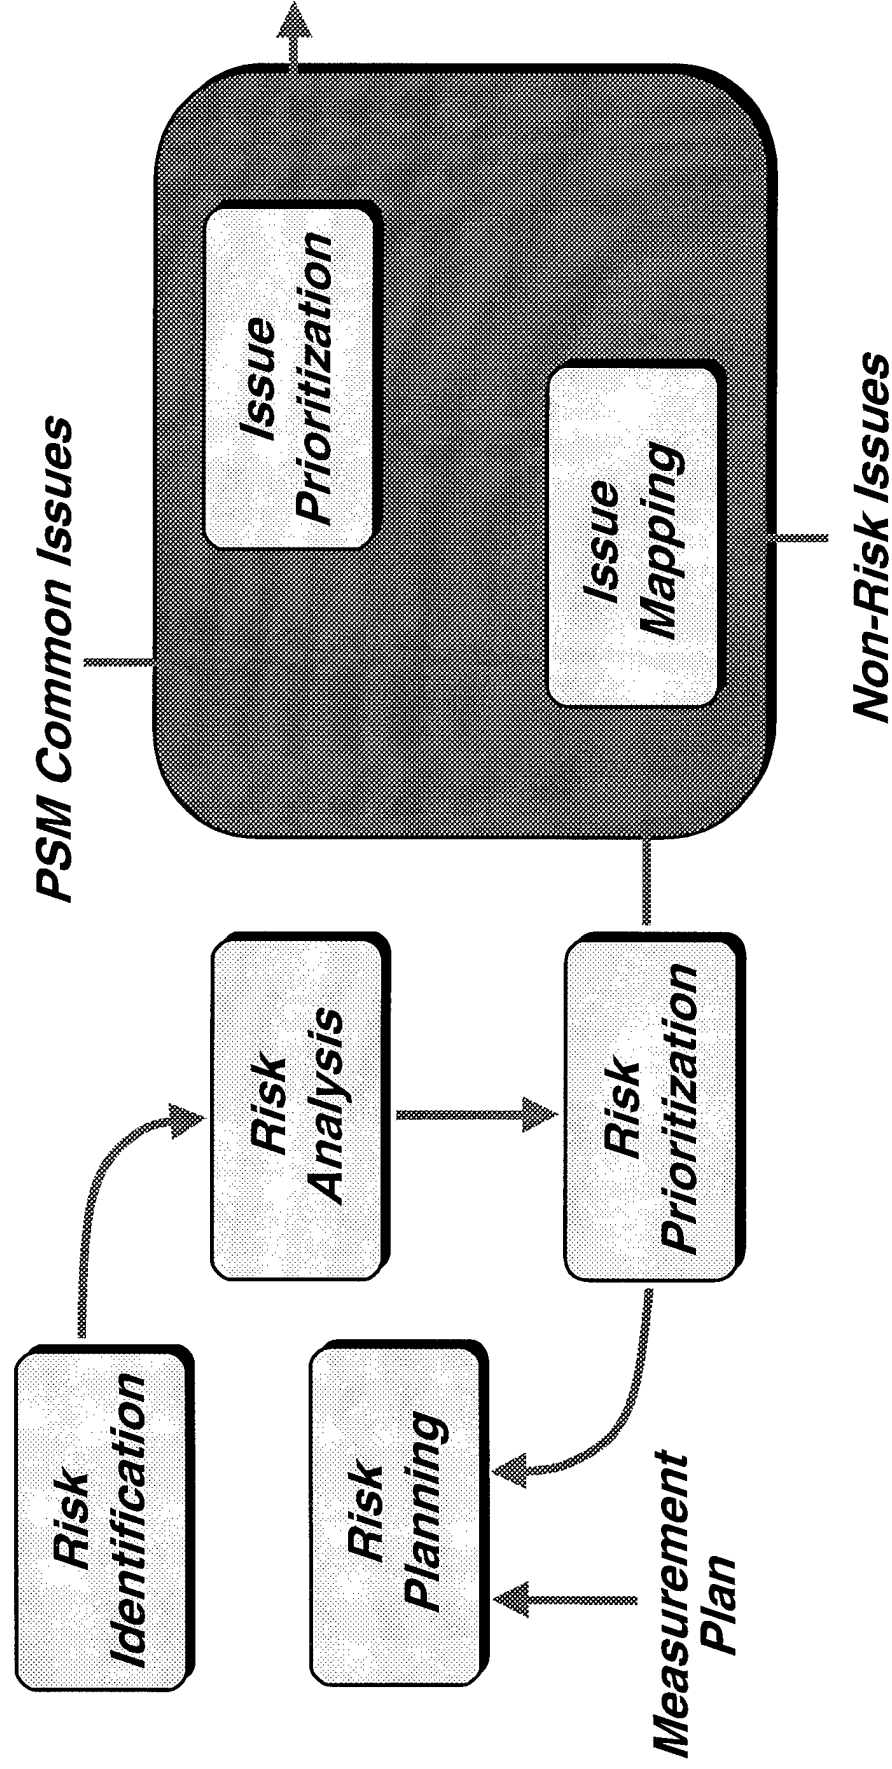 Risk
Identification
Risk
Planning
Measurement
Plan
Risk
Analysis
Risk
Prioritization
PSM Common Issues
Issue
Prioritization
Issue
Mapping
Non-Risk Issues